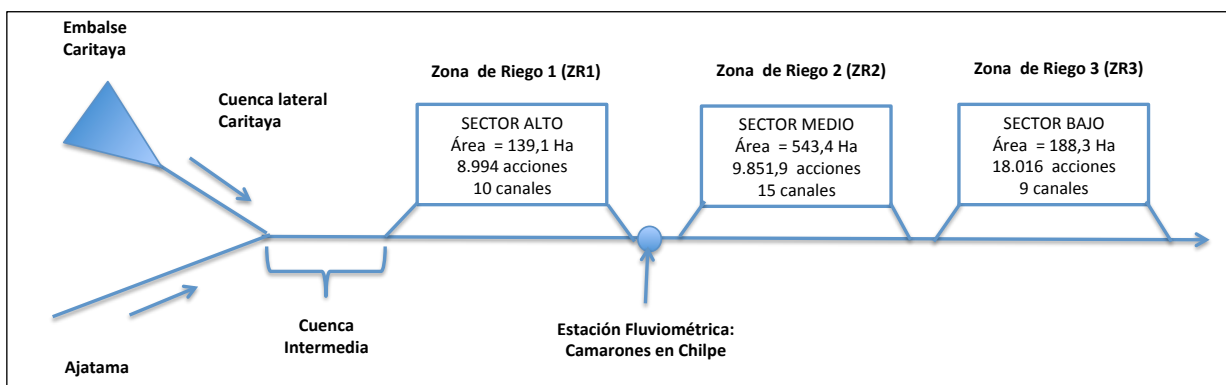 Embalse
Caritaya
Cuenca lateral
Caritaya
Zona de Riego 1 (ZR1)
SECTOR ALTO
Área = 139,1 Ha
8.994 acciones
10 canales
Zona de Riego 2 (ZR2)
SECTOR MEDIO
Área = 543,4 Ha
9.851,9 acciones
15 canales
Zona de Riego 3 (ZR3)
SECTOR BAJO
Área = 188,3 Ha
18.016 acciones
9 canales
Cuenca
Intermedia
Estación Fluviométrica:
Camarones en Chilpe
Ajatama